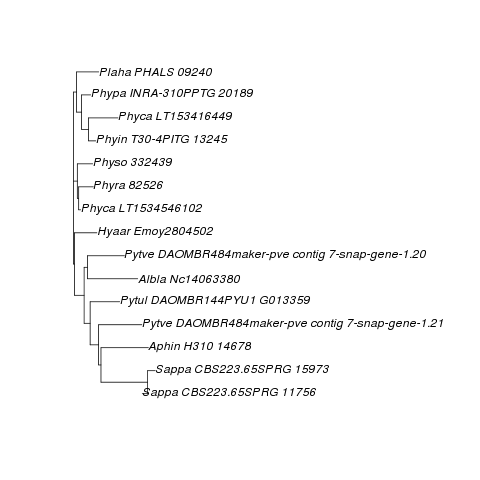 Plaha PHALS 09240
Phypa INRA-310PPTG 20189
Phyca LT153416449
Phyin T30-4PITG 13245
Physo 332439
Phyra 82526
Phyca LT1534546102
Hyaar Emoy2804502
Pytve DAOMBR484maker-pve contig 7-snap-gene-1.20
Albla Nc14063380
Pytul DAOMBR144PYU1 G013359
Pytve DAOMBR484maker-pve contig 7-snap-gene-1.21
Aphin H310 14678
Sappa CBS223.65SPRG 15973
Sappa CBS223.65SPRG 11756